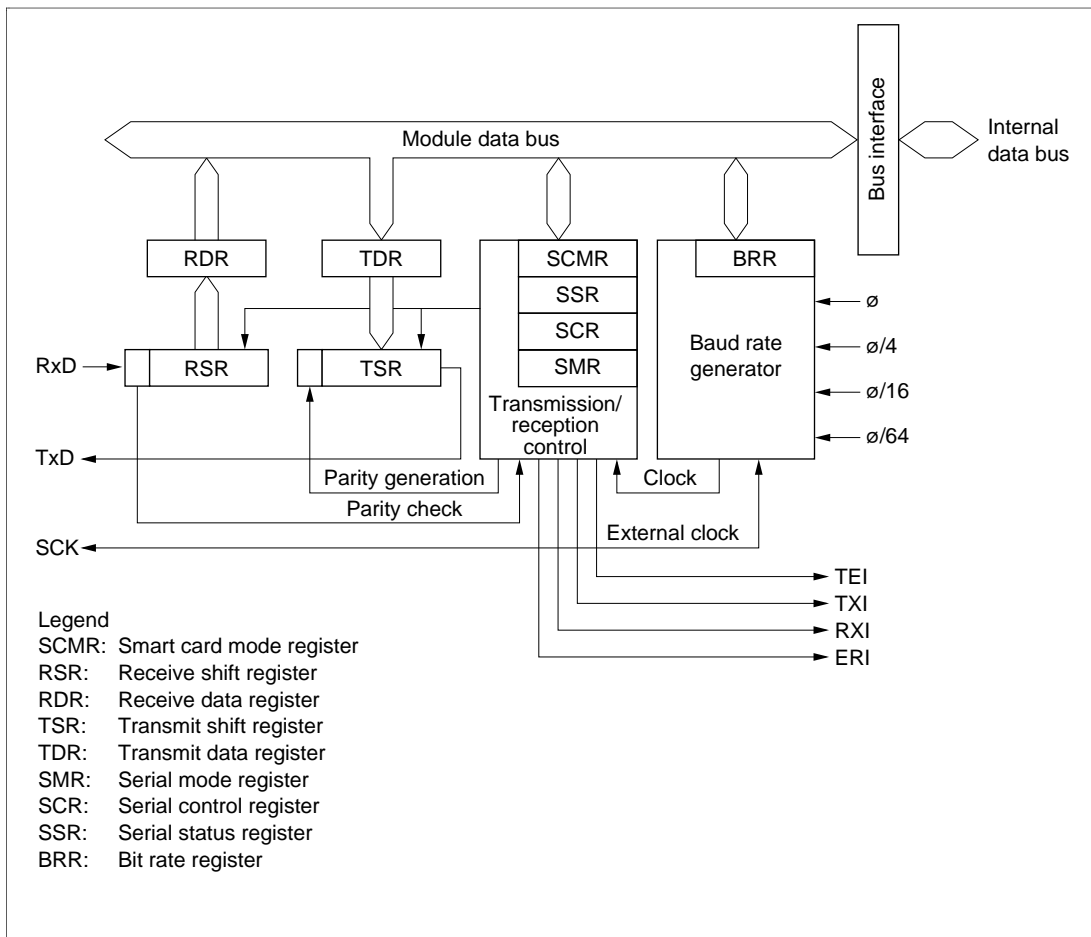 Module data bus
Bus interface
Internal
data bus
RDR
TDR
SCMR
SSR
SCR
SMR
BRR
Baud rate
generator
ø
ø/4
ø/16
ø/64
RxD
RSR
TSR
Transmission/
reception
control
TxD
Parity generation
Clock
Parity check
External clock
SCK
TEI
TXI
RXI
ERI
Legend
SCMR: Smart card mode register
RSR: Receive shift register
RDR: Receive data register
TSR: Transmit shift register
TDR: Transmit data register
SMR: Serial mode register
SCR: Serial control register
SSR: Serial status register
BRR: Bit rate register